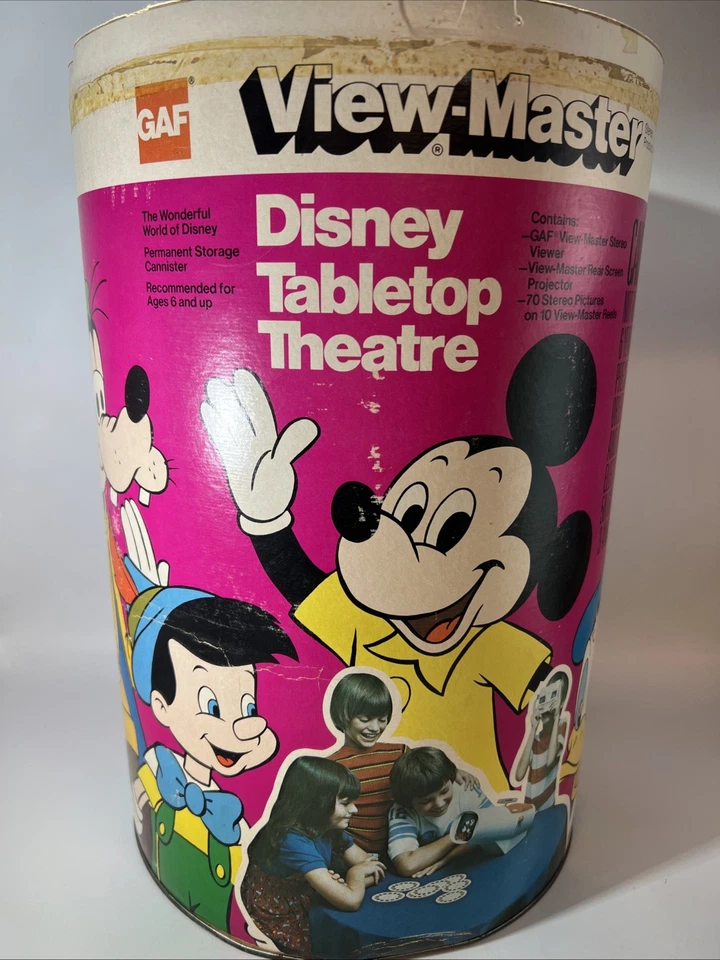 GAF®
View-Master®
The Wonderful
World of Disney
Permanent Storage
Cannister
Recommended for
Ages 6 and up
Disney
Tabletop
Theatre
Contains:
–GAF® View-Master Stereo
Viewer
–View-Master Rear Screen
Projector
–70 Stereo Pictures
on 10 View-Master Reels